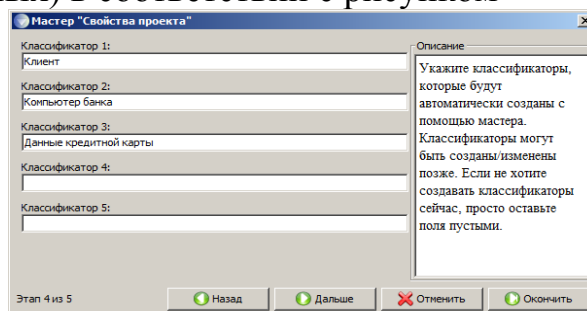 в соответствии с рисунком
Мастер "Свойства проекта"
Классификатор 1:
Клиент
Классификатор 2:
Компьютер банка
Классификатор 3:
Данные кредитной карты
Классификатор 4:
Классификатор 5:
Описание
Укажите классификаторы,
которые будут
автоматически созданы с
помощью мастера.
Классификаторы могут
быть созданы/изменены
позже. Если не хотите
создавать классификаторы
сейчас, просто оставьте
поля пустыми.
Этап 4 из 5
Назад
Дальше
Отменить
Окончить